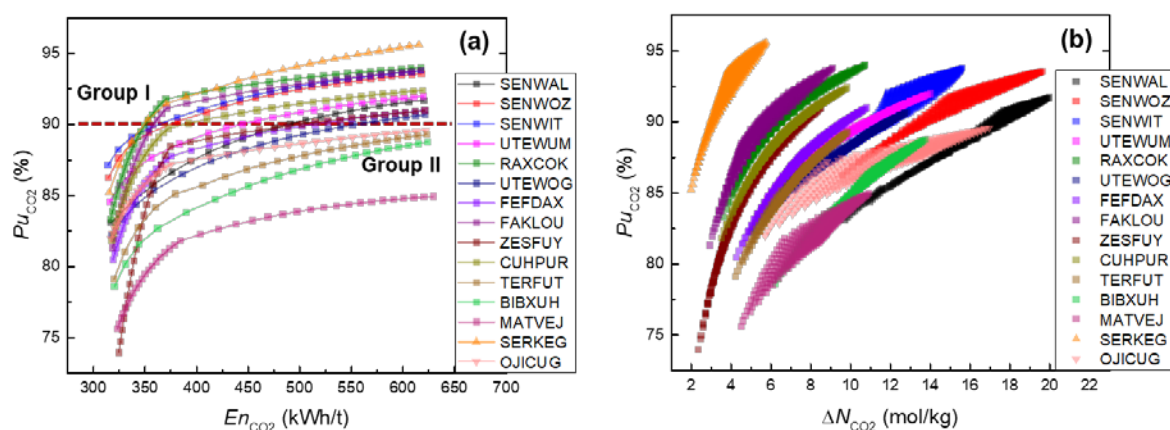 (a)
Group I
Group II
95
90
85
80
75
Pu_CO2 (%)
300 350 400 450 500 550 600 650 700
En_CO2 (kWh/t)
SENWAL
SENWOZ
SENWIT
UTEWUM
RAXCOK
UTEWOG
FEFDAX
FAKLOU
ZESFUY
CUHPUR
TERFUT
BIBXUH
MATVEJ
SERKEG
OJICUG
(b)
95
90
85
80
75
Pu_CO2 (%)
2 4 6 8 10 12 14 16 18 20 22
ΔN_CO2 (mol/kg)
SENWAL
SENWOZ
SENWIT
UTEWUM
RAXCOK
UTEWOG
FEFDAX
FAKLOU
ZESFUY
CUHPUR
TERFUT
BIBXUH
MATVEJ
SERKEG
OJICUG